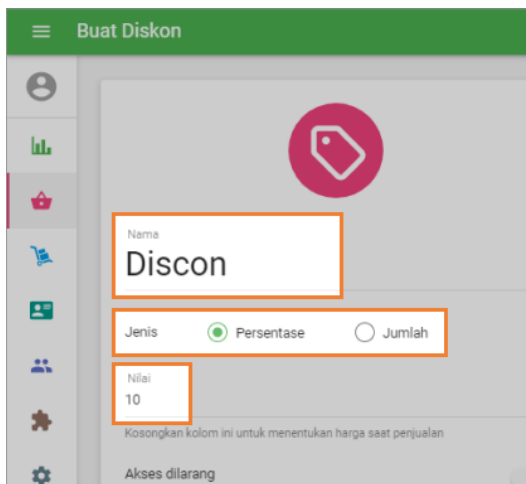 Buat Diskon
Nama
Discon
Jenis Persentase Jumlah
Nilai
10
Kosongkan kolom ini untuk menentukan harga saat penjualan
Akses dilarang